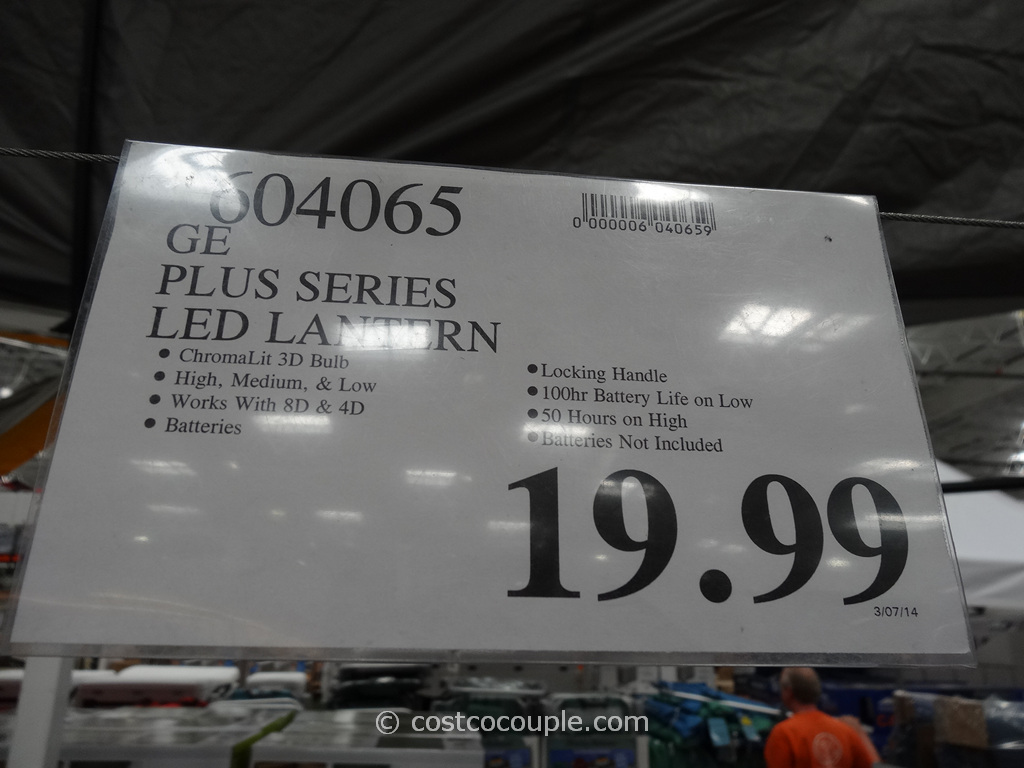 604065
0 000006 040659
GE
PLUS SERIES
LED LANTERN
● ChromaLit 3D Bulb
● High, Medium, & Low
● Works With 8D & 4D
● Batteries
● Locking Handle
● 100hr Battery Life on Low
● 50 Hours on High
● Batteries Not Included
19.99
3/07/14
© costcocouple.com